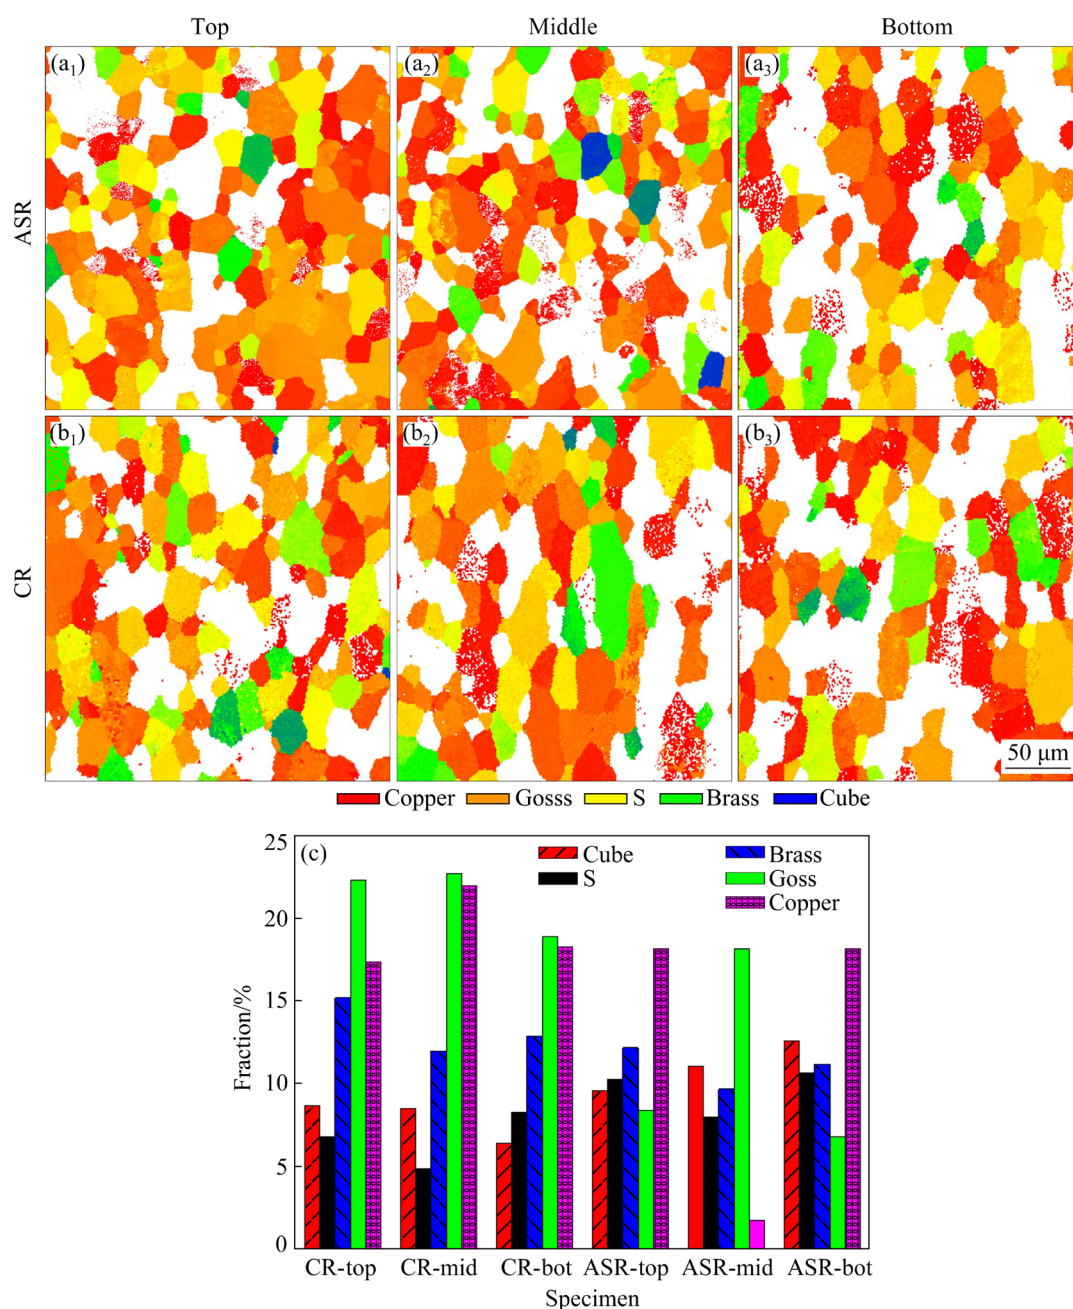 Top Middle Bottom
ASR
(a1) (a2) (a3)
CR
(b1) (b2) (b3)
50 μm
Copper Gosss S Brass Cube
(c)
Cube Brass
S Goss
Copper
Fraction/%
25
20
15
10
5
0
CR-top CR-mid CR-bot ASR-top ASR-mid ASR-bot
Specimen